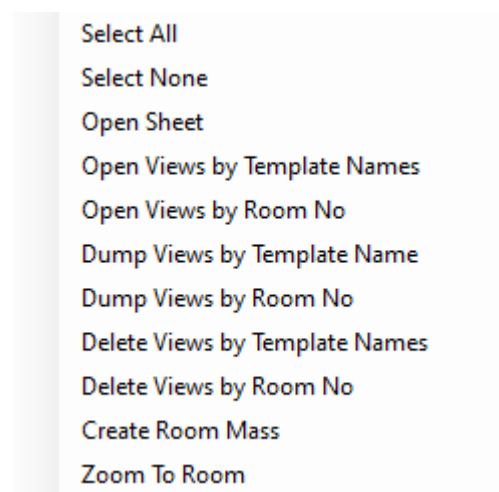 Select All
Select None
Open Sheet
Open Views by Template Names
Open Views by Room No
Dump Views by Template Name
Dump Views by Room No
Delete Views by Template Names
Delete Views by Room No
Create Room Mass
Zoom To Room